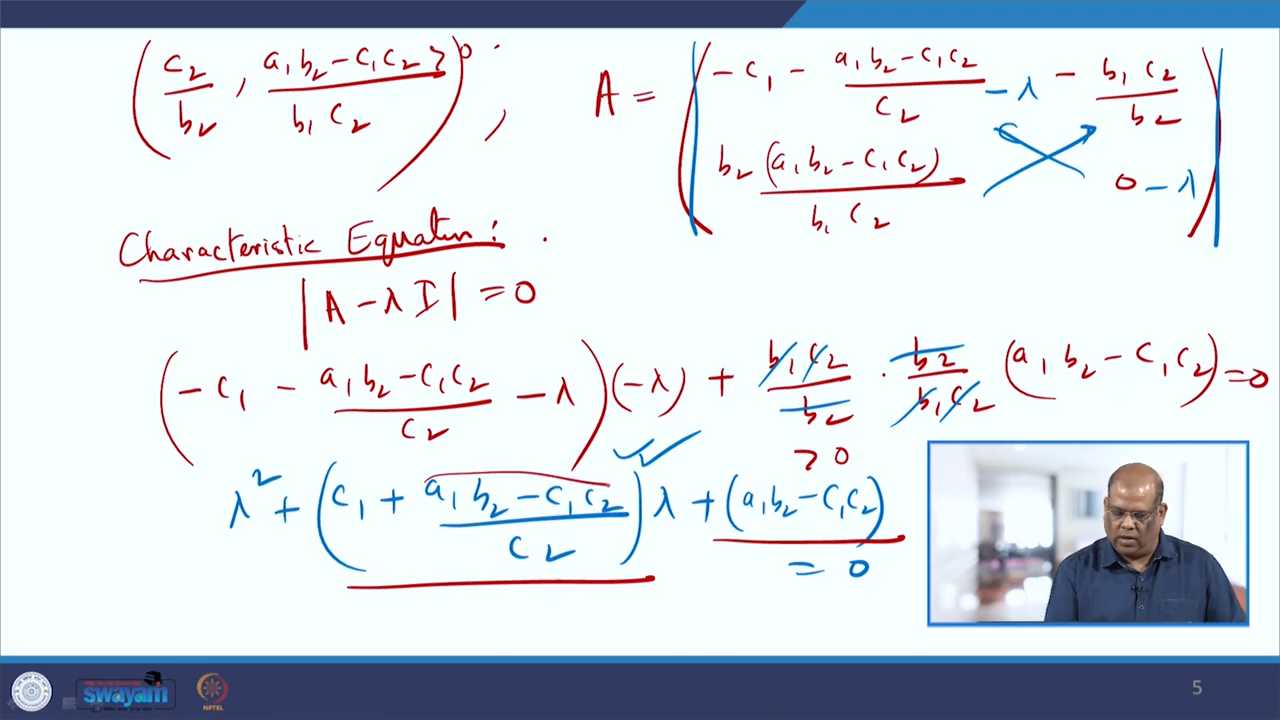 (c₂/b₂, (a₁b₂ - c₁c₂)/(b₁c₂)) > 0, A = (-c₁ - (a₁b₂ - c₁c₂)/c₂ - λ   - b₁c₂/b₂
b₂(a₁b₂ - c₁c₂)/(b₁c₂)   0 - λ)
Characteristic Equatin:
|A - λI| = 0
(-c₁ - (a₁b₂ - c₁c₂)/c₂ - λ)(-λ) + b₁c₂/b₂ · b₂/(b₁c₂) (a₁b₂ - c₁c₂) = 0
> 0
λ² + (c₁ + (a₁b₂ - c₁c₂)/c₂) λ + (a₁b₂ - c₁c₂)
= 0
swayam
NPTEL
5